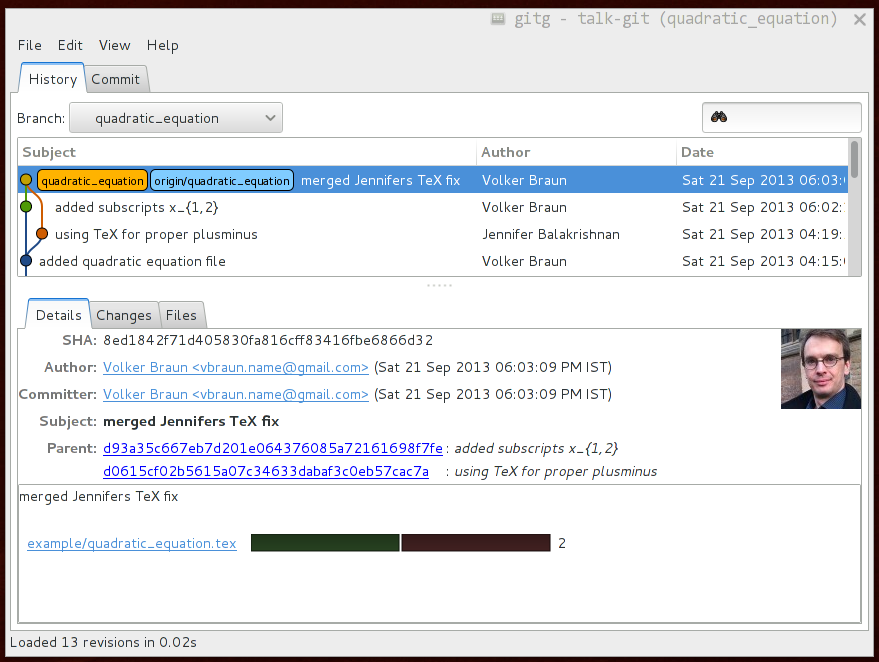 gitg - talk-git (quadratic_equation)
File Edit View Help
History Commit
Branch: quadratic_equation
Subject Author Date
quadratic_equation origin/quadratic_equation merged Jennifers TeX fix Volker Braun Sat 21 Sep 2013 06:03:
added subscripts x_{1,2} Volker Braun Sat 21 Sep 2013 06:02:
using TeX for proper plusminus Jennifer Balakrishnan Sat 21 Sep 2013 04:19:
added quadratic equation file Volker Braun Sat 21 Sep 2013 04:15:
Details Changes Files
SHA: 8ed1842f71d405830fa816cff83416fbe6866d32
Author: Volker Braun <vbraun.name@gmail.com> (Sat 21 Sep 2013 06:03:09 PM IST)
Committer: Volker Braun <vbraun.name@gmail.com> (Sat 21 Sep 2013 06:03:09 PM IST)
Subject: merged Jennifers TeX fix
Parent: d93a35c667eb7d201e064376085a72161698f7fe : added subscripts x_{1,2}
d0615cf02b5615a07c34633dabaf3c0eb57cac7a : using TeX for proper plusminus
merged Jennifers TeX fix
example/quadratic_equation.tex 2
Loaded 13 revisions in 0.02s